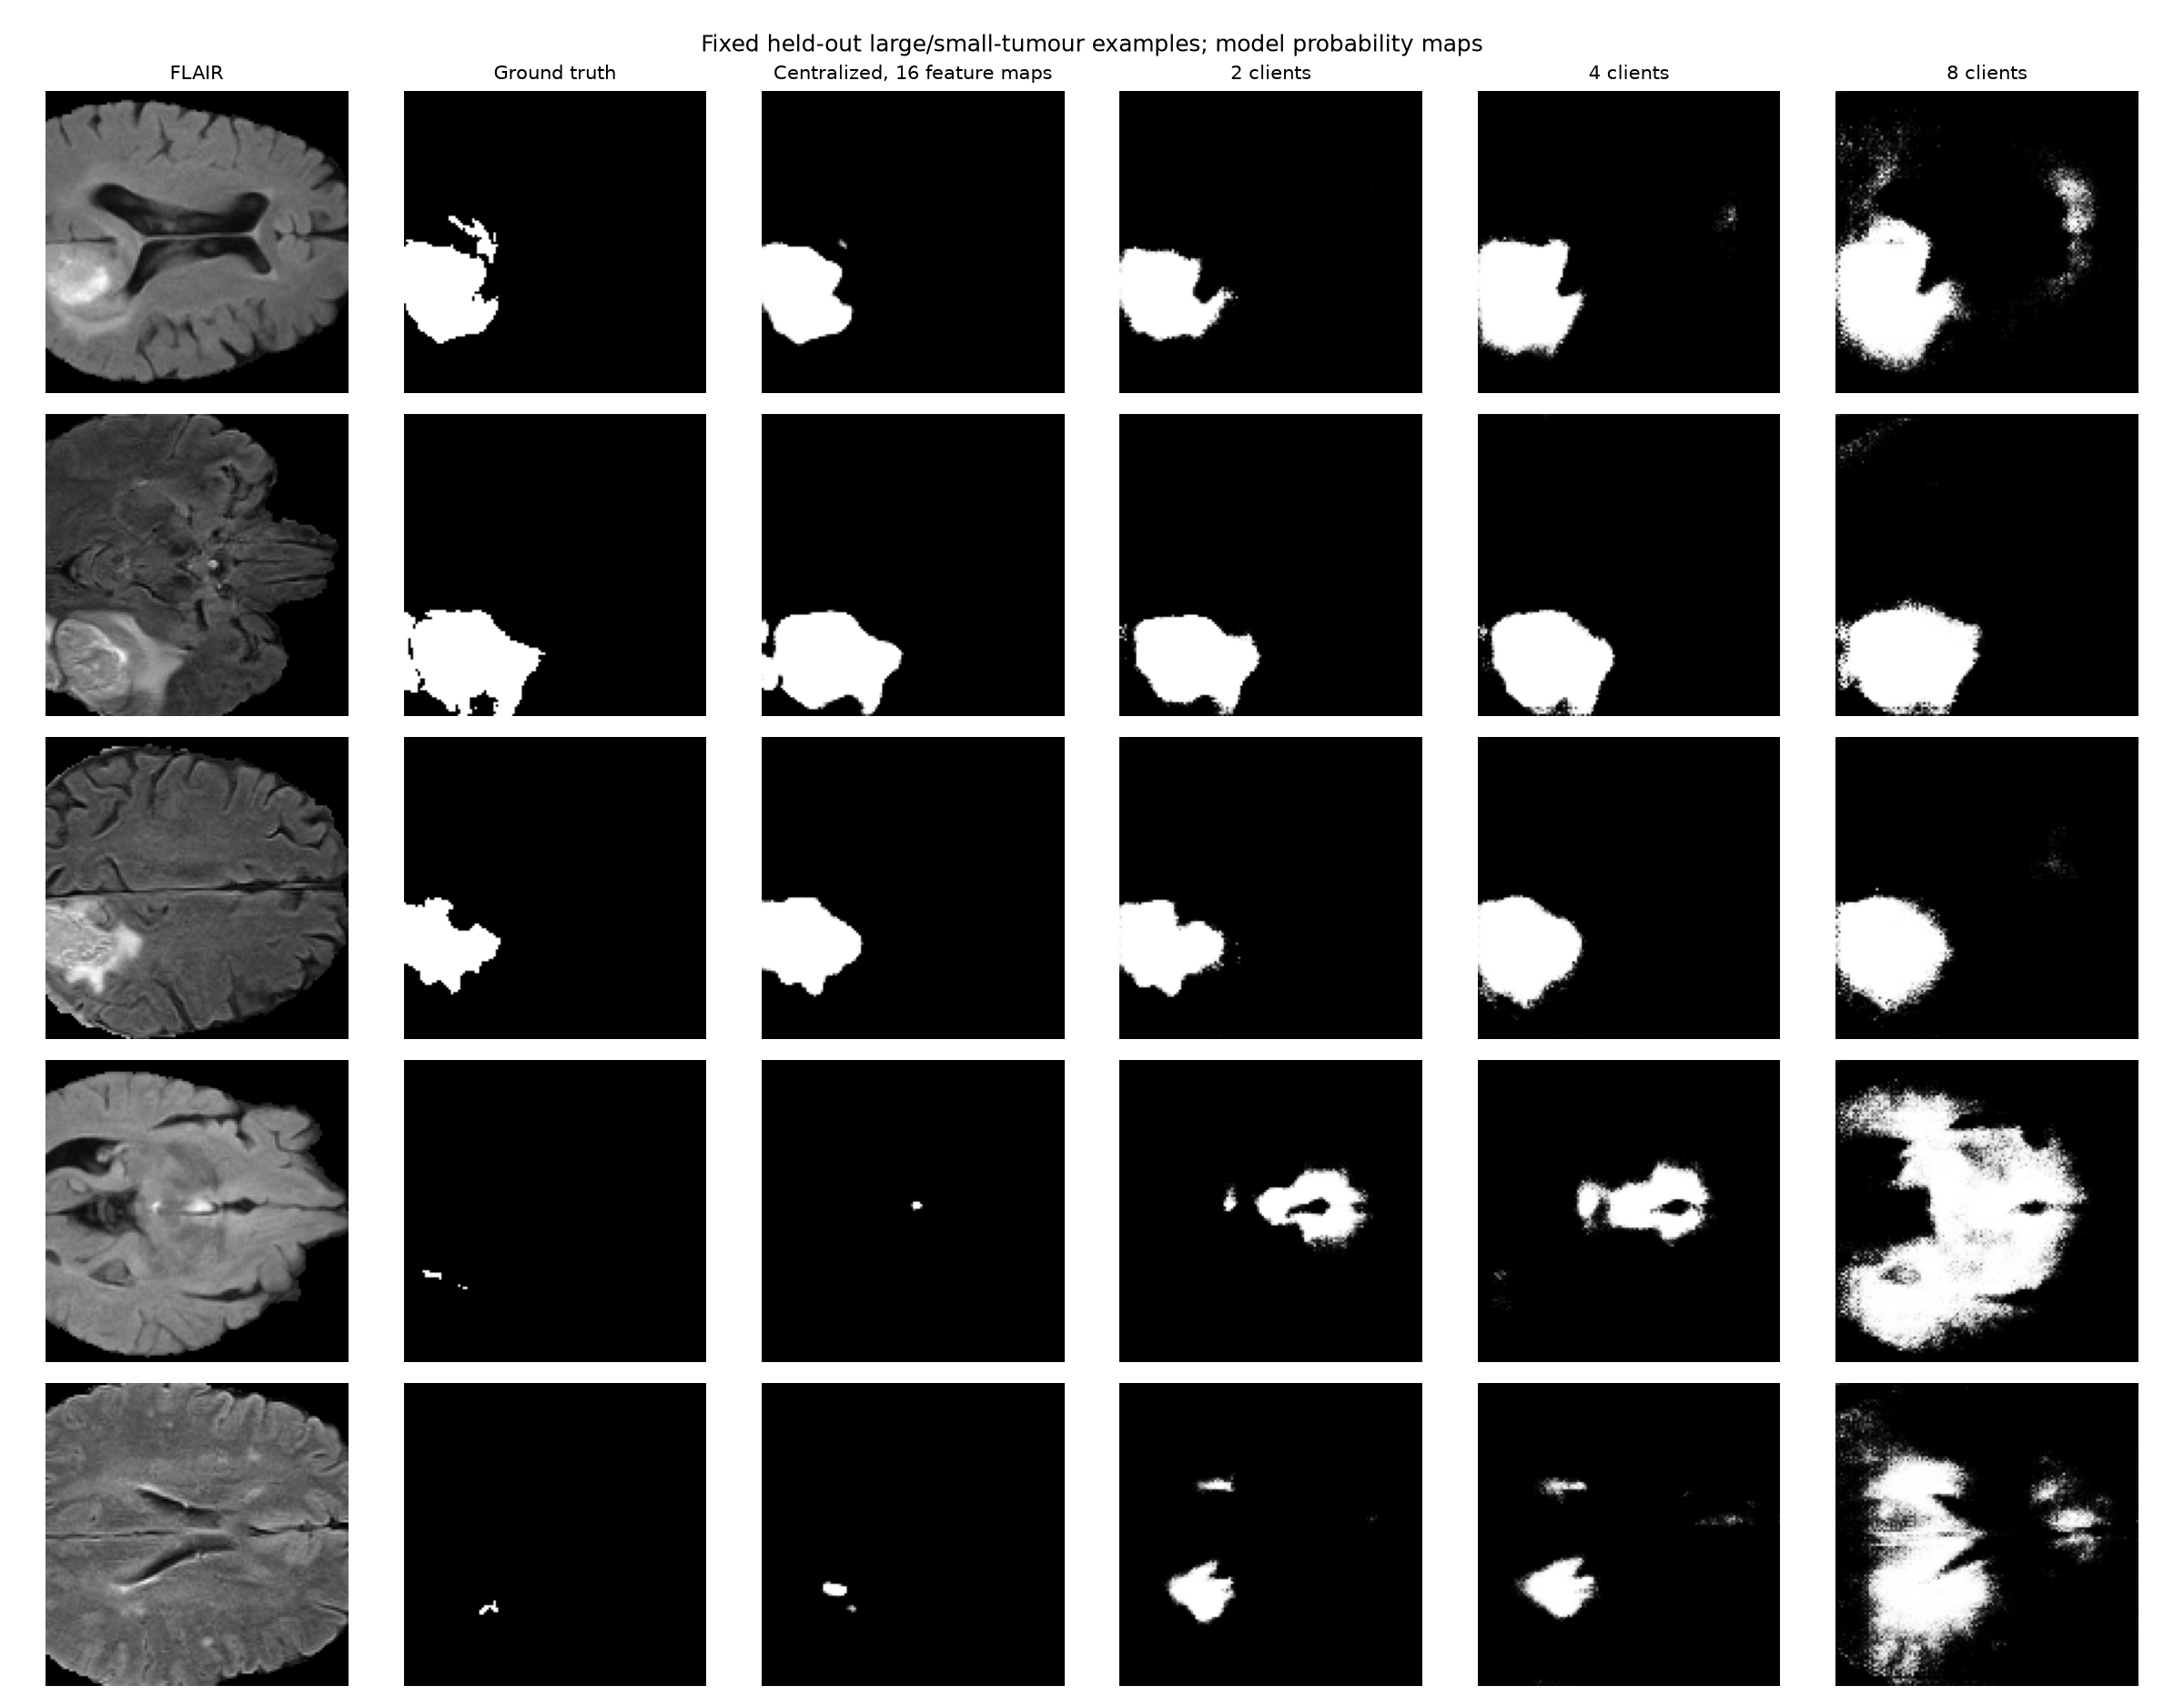 Fixed held-out large/small-tumour examples; model probability maps
FLAIR
Ground truth
Centralized, 16 feature maps
2 clients
4 clients
8 clients